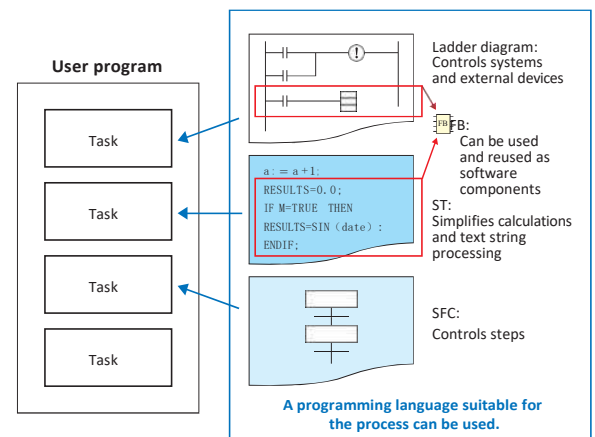 User program
Task
Task
Task
Task
Ladder diagram:
Controls systems
and external devices
FB
FB:
Can be used
and reused as
software
components
a：= a+1;
RESULTS=0.0;
IF M=TRUE THEN
RESULTS=SIN（date）:
ENDIF;
ST:
Simplifies calculations
and text string
processing
SFC:
Controls steps
A programming language suitable for
the process can be used.